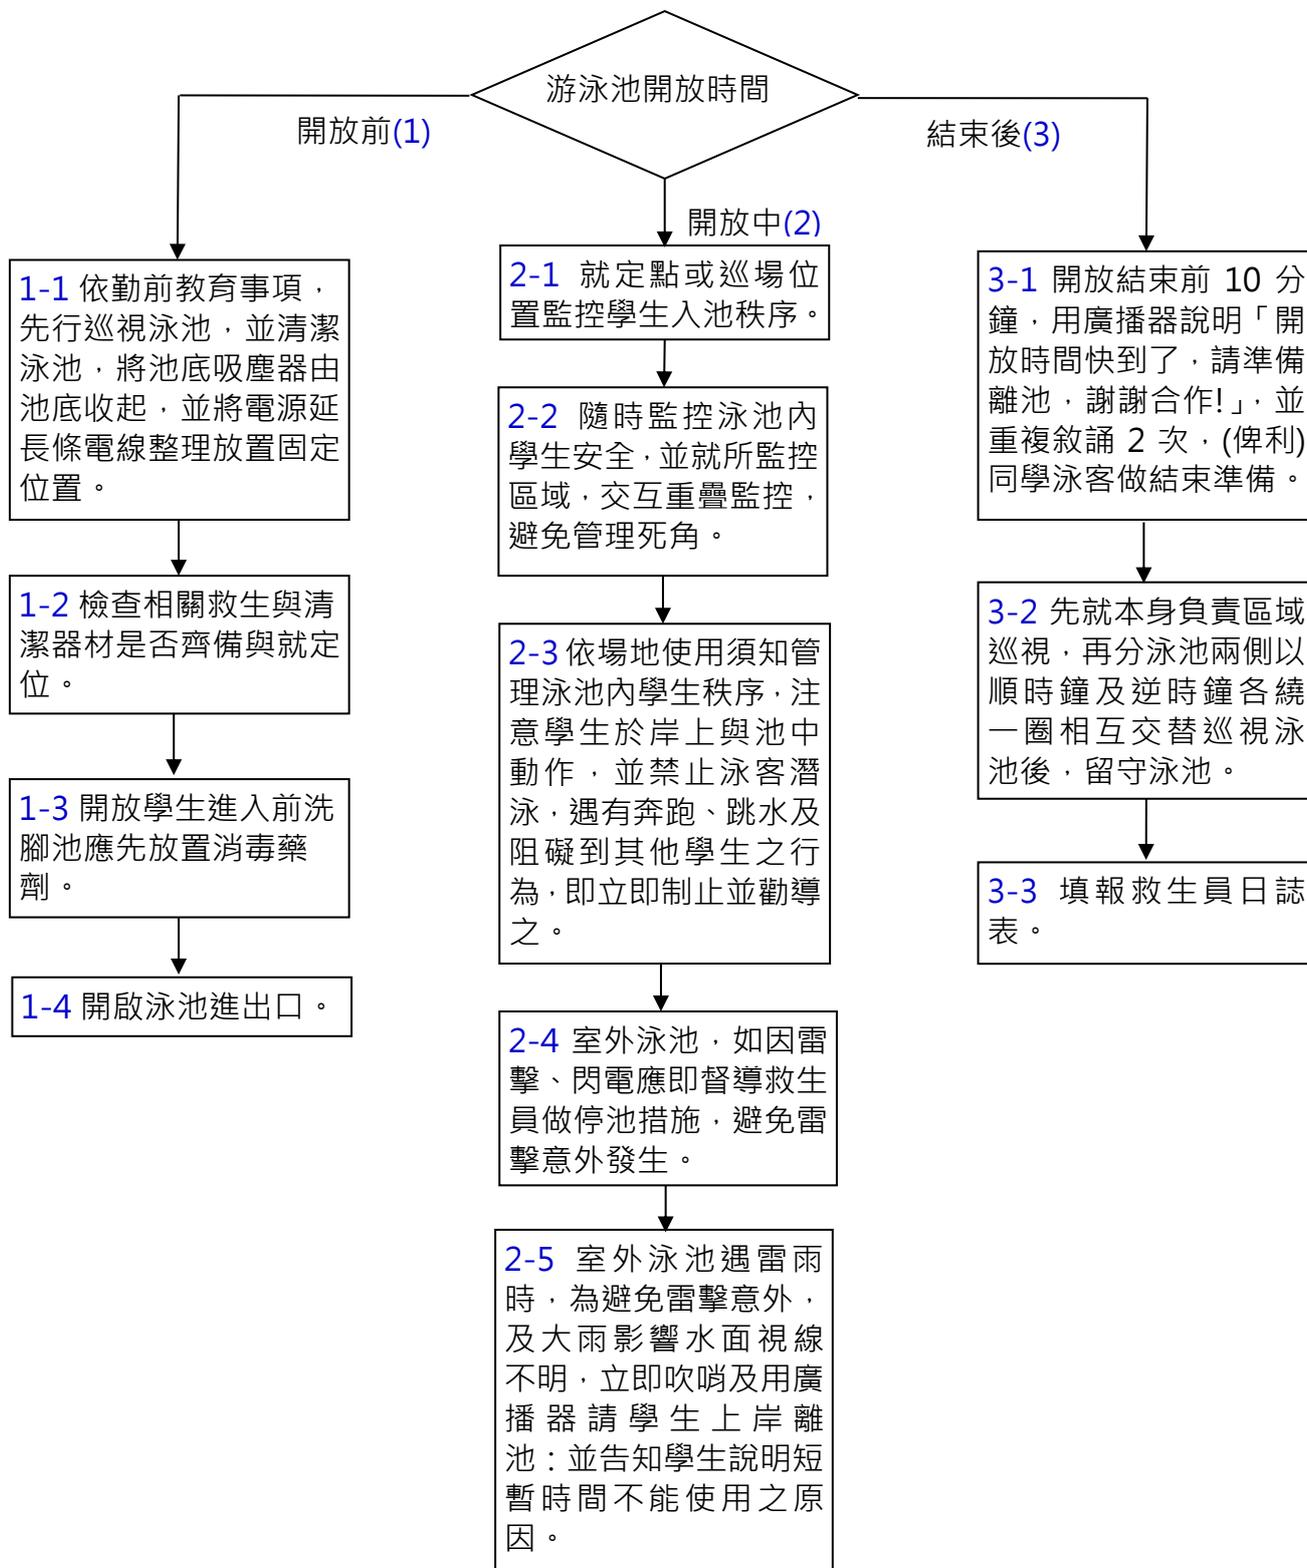 游泳池開放時間
開放前(1)
結束後(3)
開放中(2)
1-1 依勤前教育事項，
先行巡視泳池，並清潔
泳池，將池底吸塵器由
池底收起，並將電源延
長條電線整理放置固定
位置。
1-2 檢查相關救生與清
潔器材是否齊備與就定
位。
1-3 開放學生進入前洗
腳池應先放置消毒藥
劑。
1-4 開啟泳池進出口。
2-1 就定點或巡場位
置監控學生入池秩序。
2-2 隨時監控泳池內
學生安全，並就所監控
區域，交互重疊監控，
避免管理死角。
2-3 依場地使用須知管
理泳池內學生秩序，注
意學生於岸上與池中
動作，並禁止泳客潛
泳，遇有奔跑、跳水及
阻礙到其他學生之行
為，即立即制止並勸導
之。
2-4 室外泳池，如因雷
擊、閃電應即督導救生
員做停池措施，避免雷
擊意外發生。
2-5 室外泳池遇雷雨
時，為避免雷擊意外，
及大雨影響水面視線
不明，立即吹哨及用廣
播器請學生上岸離
池：並告知學生說明短
暫時間不能使用之原
因。
3-1 開放結束前 10 分
鐘，用廣播器說明「開
放時間快到了，請準備
離池，謝謝合作!」，並
重複敘誦 2 次，(俾利)
同學泳客做結束準備。
3-2 先就本身負責區域
巡視，再分泳池兩側以
順時鐘及逆時鐘各繞
一圈相互交替巡視泳
池後，留守泳池。
3-3 填報救生員日誌
表。